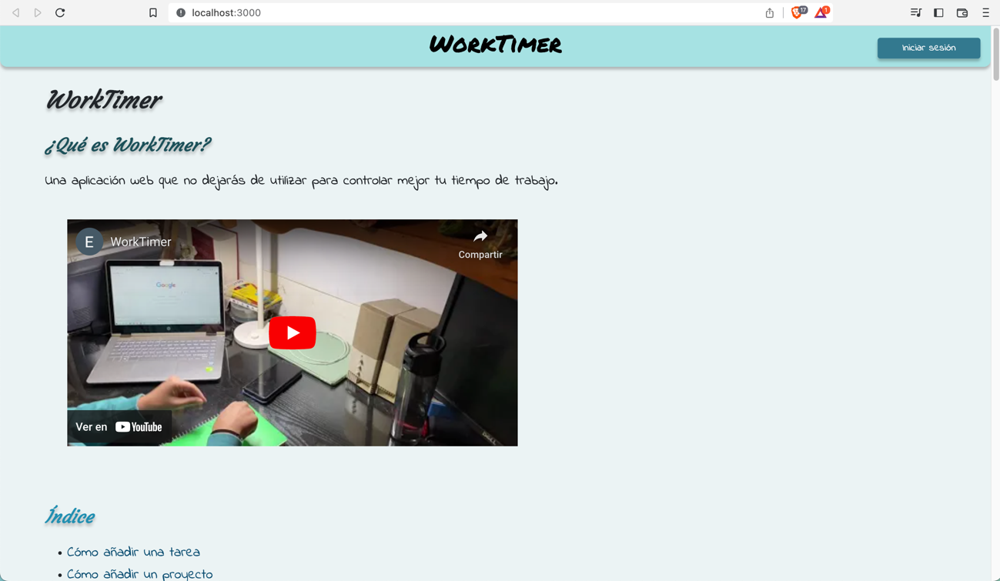 localhost:3000
17
1
WorkTimer
Iniciar sesión
WorkTimer
¿Qué es WorkTimer?
Una aplicación web que no dejarás de utilizar para controlar mejor tu tiempo de trabajo.
E
WorkTimer
Compartir
Google
Ver en YouTube
DELL
Índice
• Cómo añadir una tarea
• Cómo añadir un proyecto